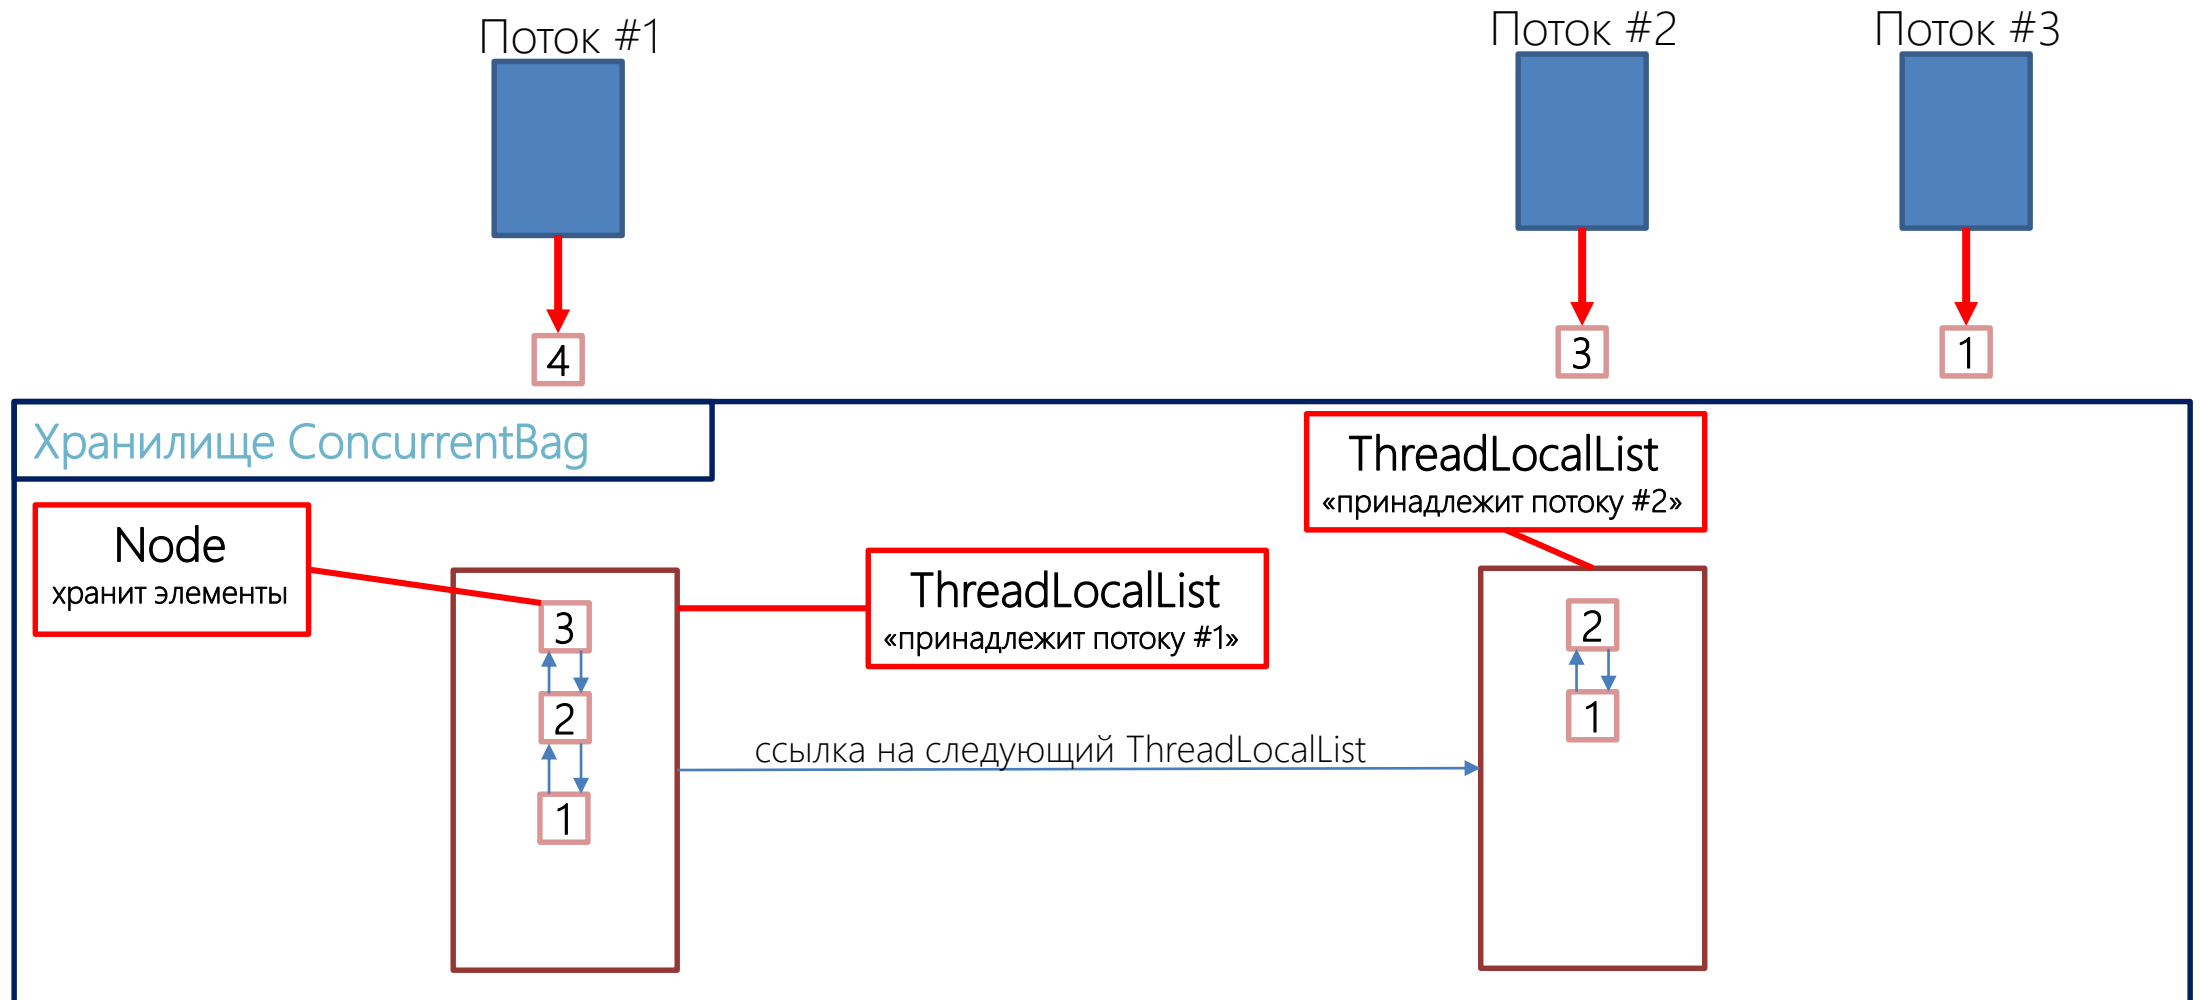 Поток #1
Поток #2
Поток #3
4
3
1
Хранилище ConcurrentBag
ThreadLocalList
«принадлежит потоку #2»
Node
хранит элементы
ThreadLocalList
«принадлежит потоку #1»
3
2
1
2
1
ссылка на следующий ThreadLocalList